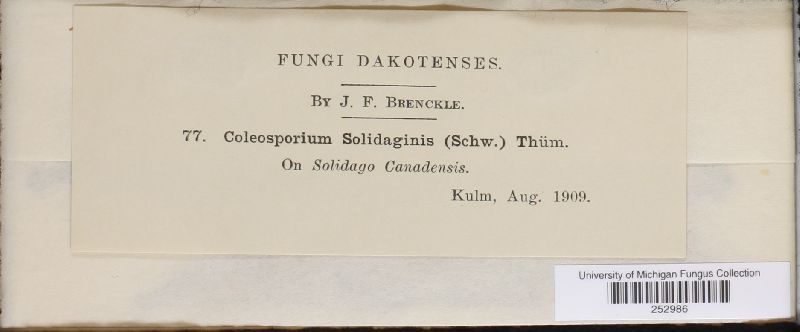 FUNGI DAKOTENSES.
BY J. F. BRENCKLE.
77. Coleosporium Solidaginis (Schw.) Thüm.
On Solidago Canadensis.
Kulm, Aug. 1909.
University of Michigan Fungus Collection
252986